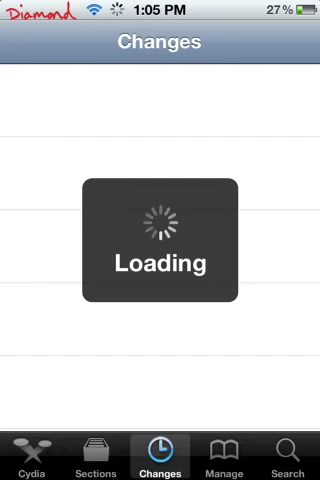 Diamond 1:05 PM 27%
Changes
Loading
Cydia Sections Changes Manage Search